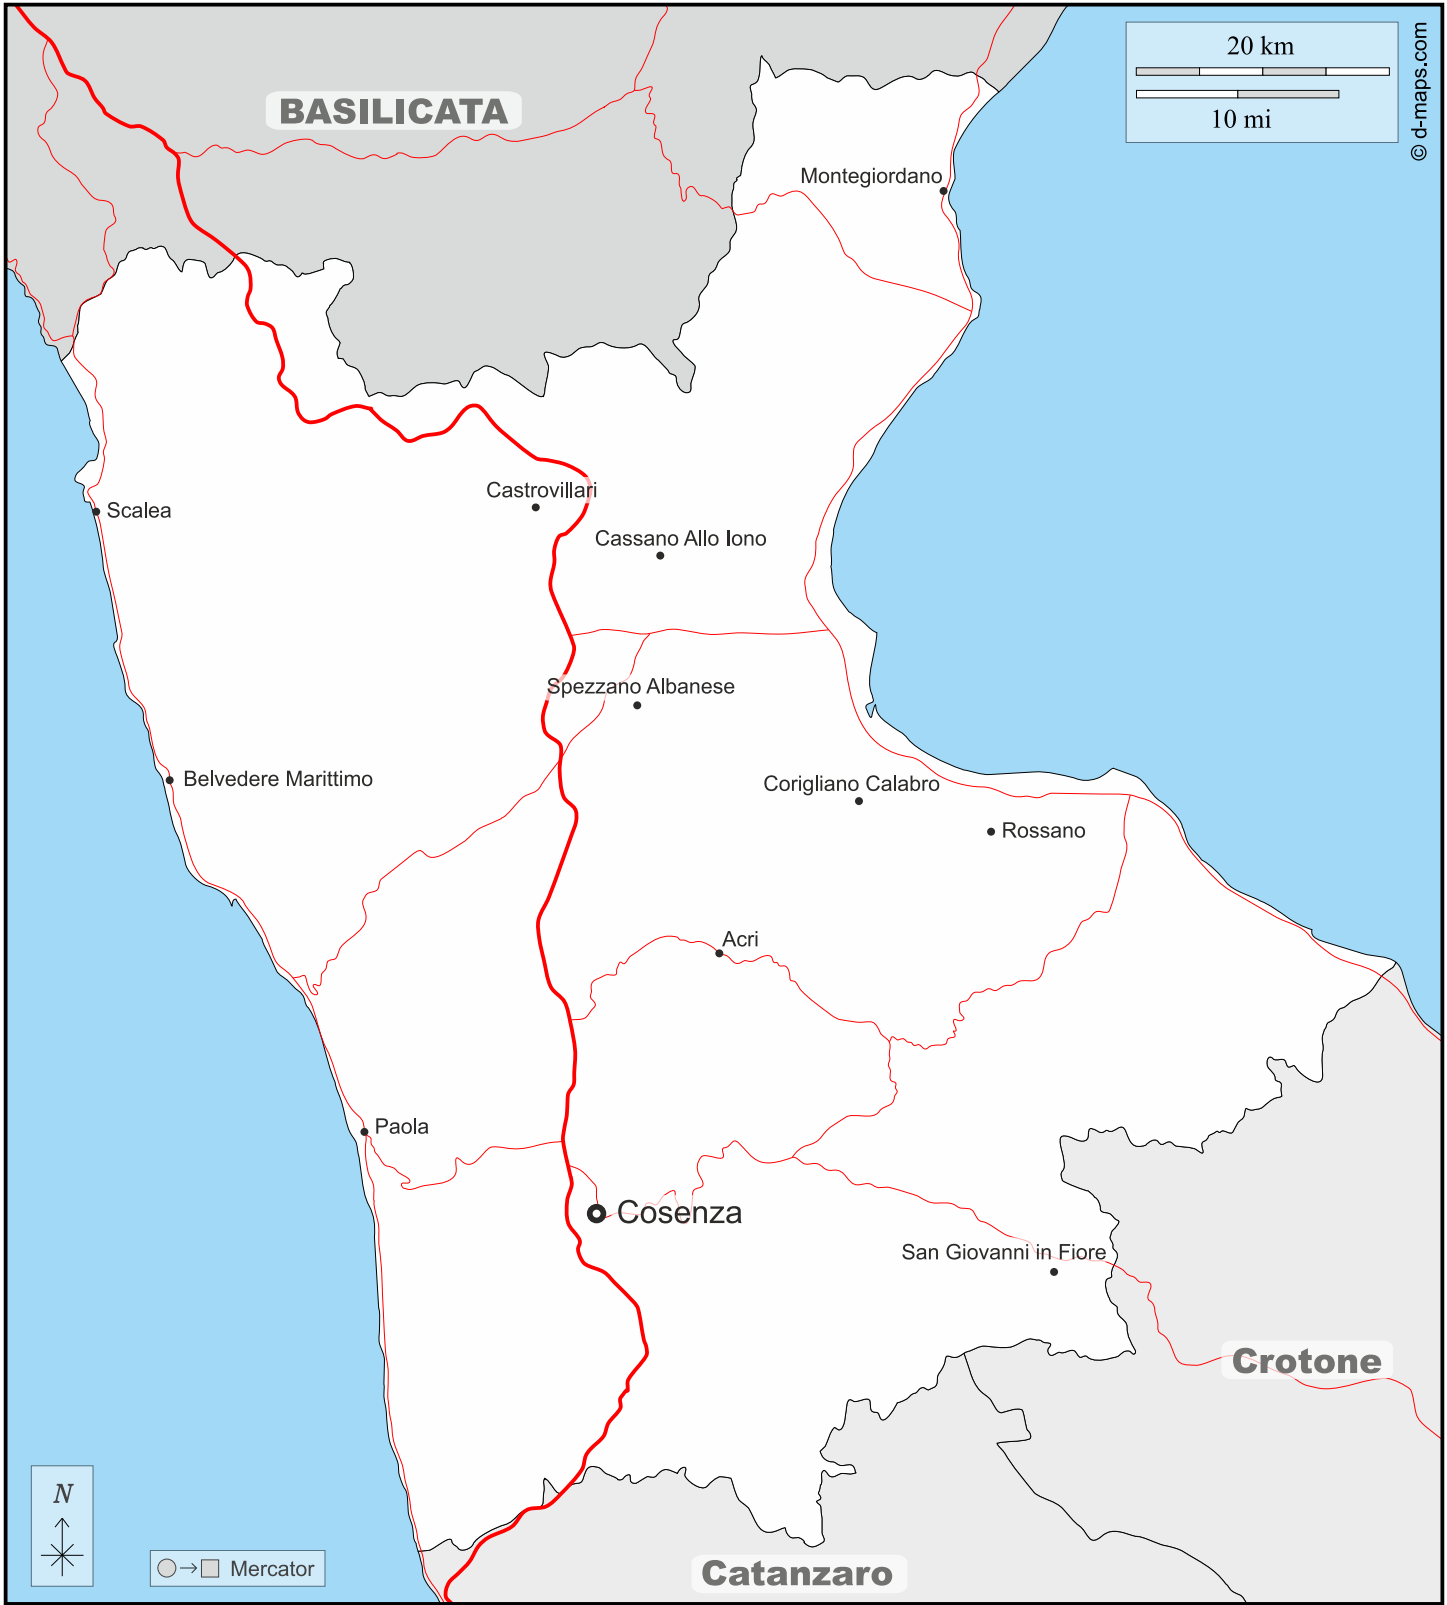 20 km
10 mi
© d-maps.com
BASILICATA
Montegiordano
Castrovillari
Scalea
Cassano Allo Iono
Spezzano Albanese
Belvedere Marittimo
Corigliano Calabro
Rossano
Acri
Paola
Cosenza
San Giovanni in Fiore
Crotone
N
Mercator
Catanzaro